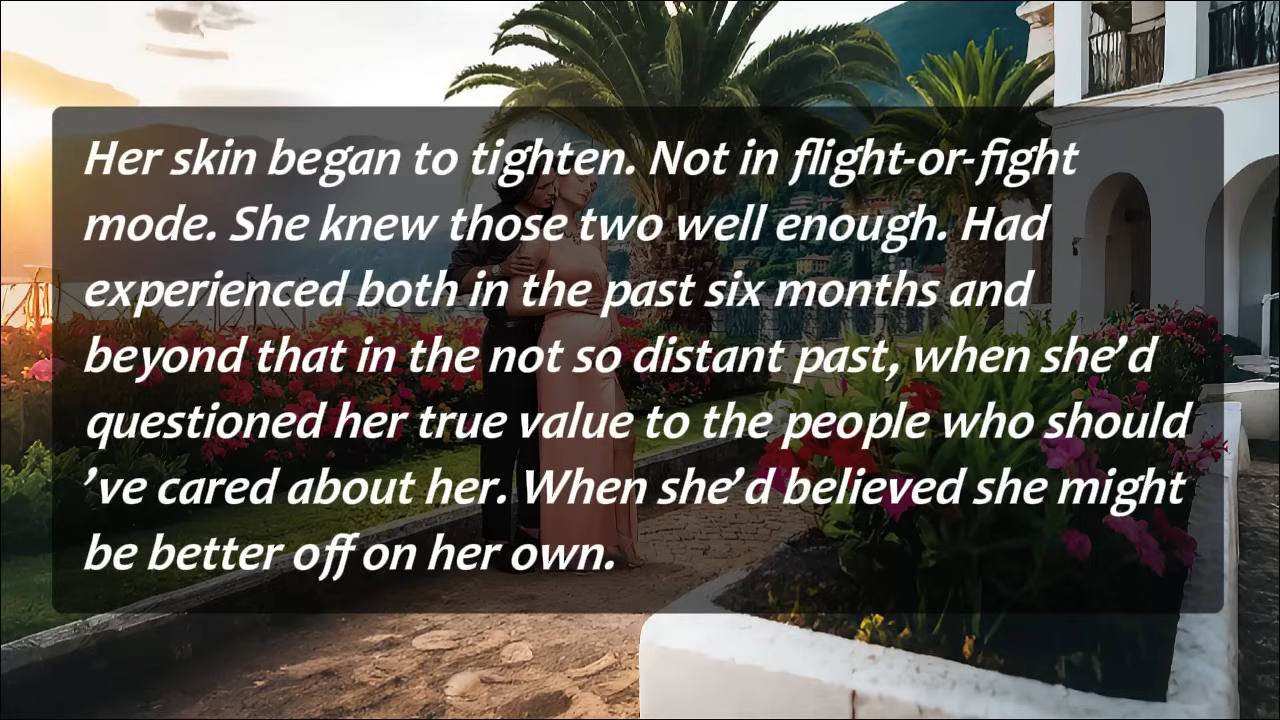 Her skin began to tighten. Not in flight-or-fight
mode. She knew those two well enough. Had
experienced both in the past six months and
beyond that in the not so distant past, when she’d
questioned her true value to the people who should
’ve cared about her. When she’d believed she might
be better off on her own.